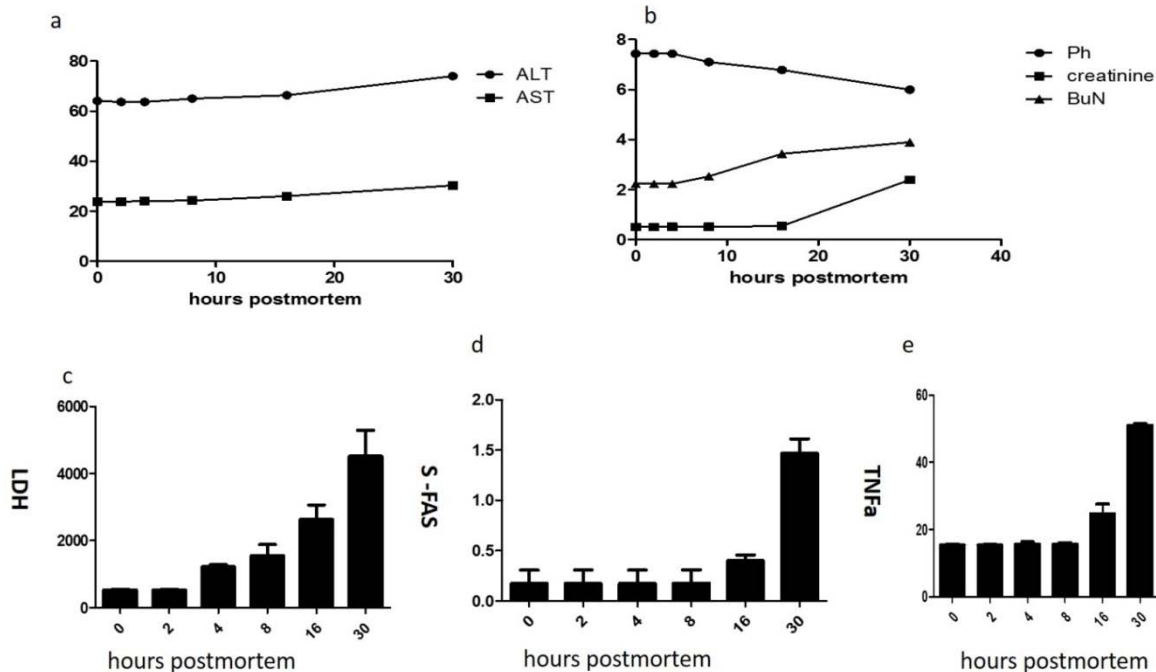 a
80
60
40
20
0
0 10 20 30
hours postmortem
ALT
AST
b
8
6
4
2
0
0 10 20 30 40
hours postmortem
Ph
creatinine
BuN
c
LDH
6000
4000
2000
0
0 2 4 8 16 30
hours postmortem
d
S -FAS
2.0
1.5
1.0
0.5
0.0
0 2 4 8 16 30
hours postmortem
e
TNFa
60
40
20
0
0 2 4 8 16 30
hours postmortem